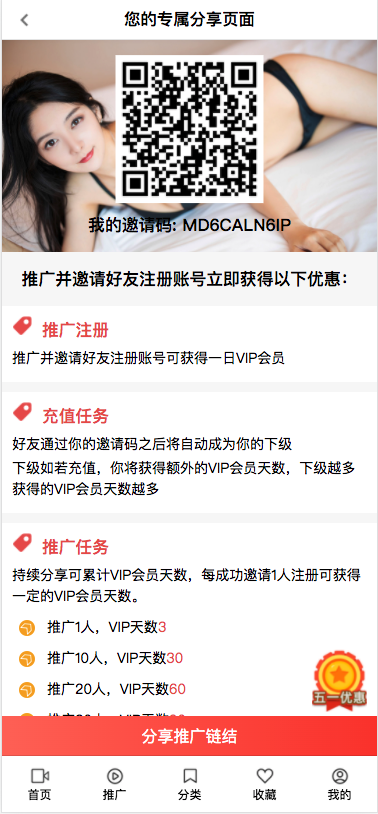 您的专属分享页面
我的邀请码: MD6CALN6IP
推广并邀请好友注册账号立即获得以下优惠：
推广注册
推广并邀请好友注册账号可获得一日VIP会员
充值任务
好友通过你的邀请码之后将自动成为你的下级
下级如若充值，你将获得额外的VIP会员天数，下级越多
获得的VIP会员天数越多
推广任务
持续分享可累计VIP会员天数，每成功邀请1人注册可获得
一定的VIP会员天数。
推广1人，VIP天数3
推广10人，VIP天数30
推广20人，VIP天数60
五一优惠
分享推广链结
首页
推广
分类
收藏
我的